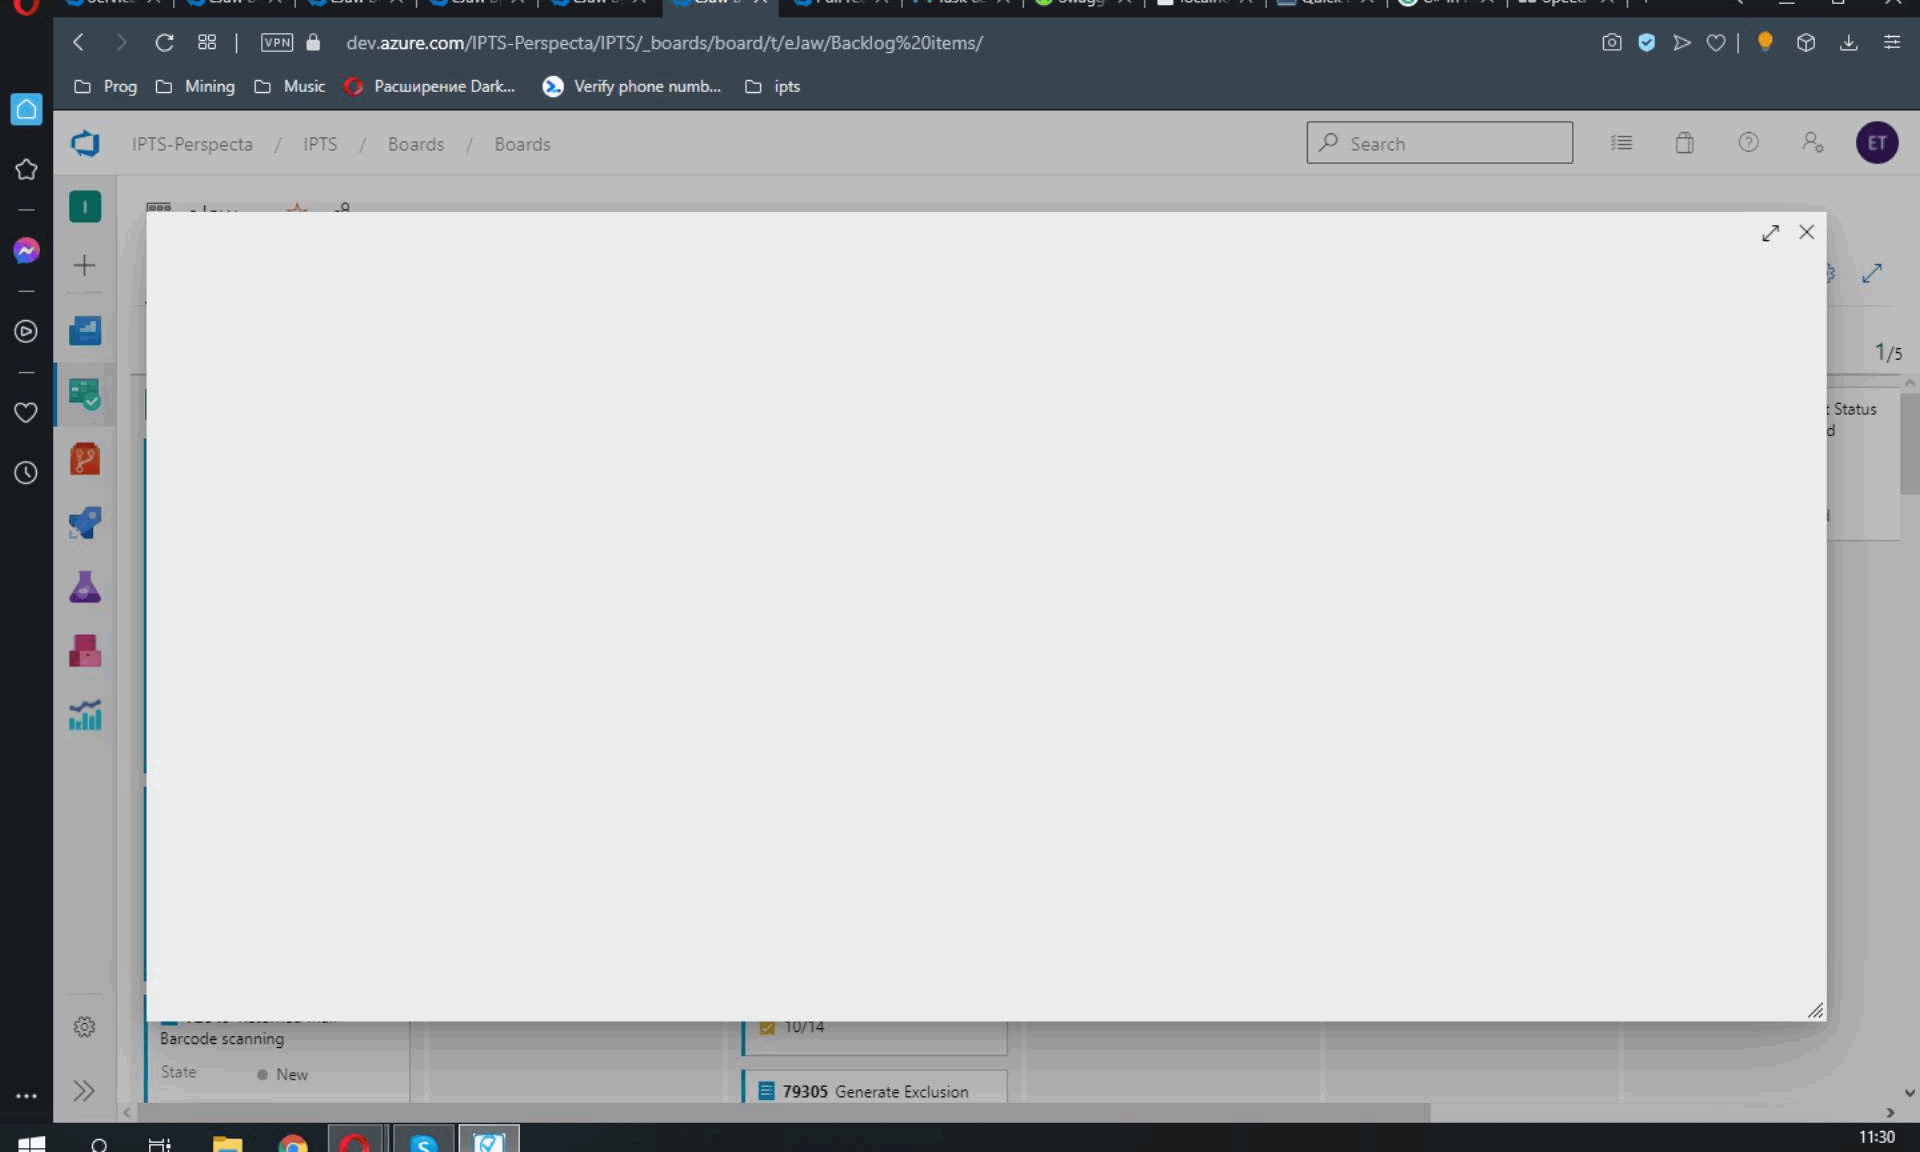 VPN
dev.azure.com/IPTS-Perspecta/IPTS/_boards/board/t/eJaw/Backlog%20items/
Prog
Mining
Music
Расширение Dark...
Verify phone numb...
ipts
IPTS-Perspecta / IPTS / Boards / Boards
Search
ET
I
1/5
Status
d
10/14
Barcode scanning
State
New
79305 Generate Exclusion
11:30